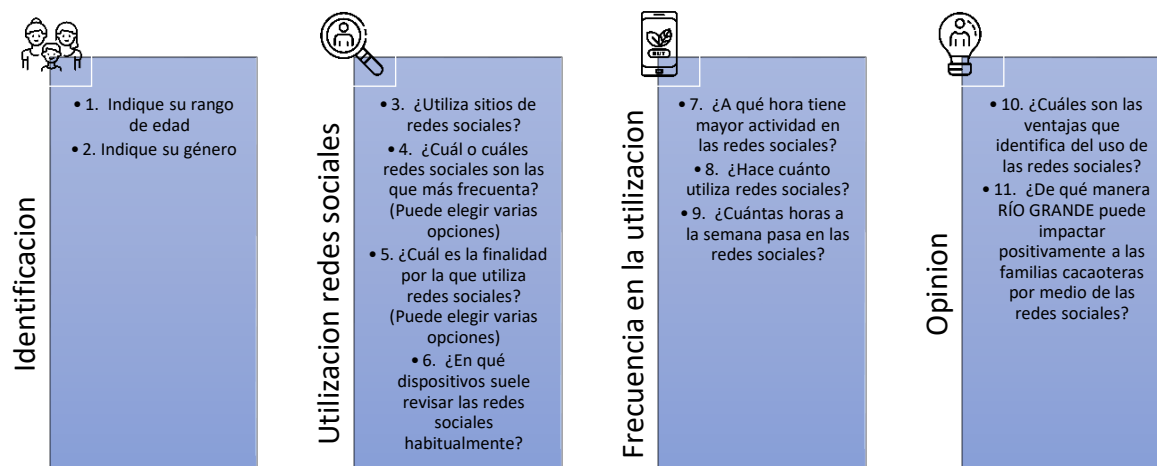 Identificacion
• 1. Indique su rango
de edad
• 2. Indique su género
Utilizacion redes sociales
• 3. ¿Utiliza sitios de
redes sociales?
• 4. ¿Cuál o cuáles
redes sociales son las
que más frecuenta?
(Puede elegir varias
opciones)
• 5. ¿Cuál es la finalidad
por la que utiliza
redes sociales?
(Puede elegir varias
opciones)
• 6. ¿En qué
dispositivos suele
revisar las redes
sociales
habitualmente?
Frecuencia en la utilizacion
• 7. ¿A qué hora tiene
mayor actividad en
las redes sociales?
• 8. ¿Hace cuánto
utiliza redes sociales?
• 9. ¿Cuántas horas a
la semana pasa en las
redes sociales?
Opinion
• 10. ¿Cuáles son las
ventajas que
identifica del uso de
las redes sociales?
• 11. ¿De qué manera
RÍO GRANDE puede
impactar
positivamente a las
familias cacaoteras
por medio de las
redes sociales?